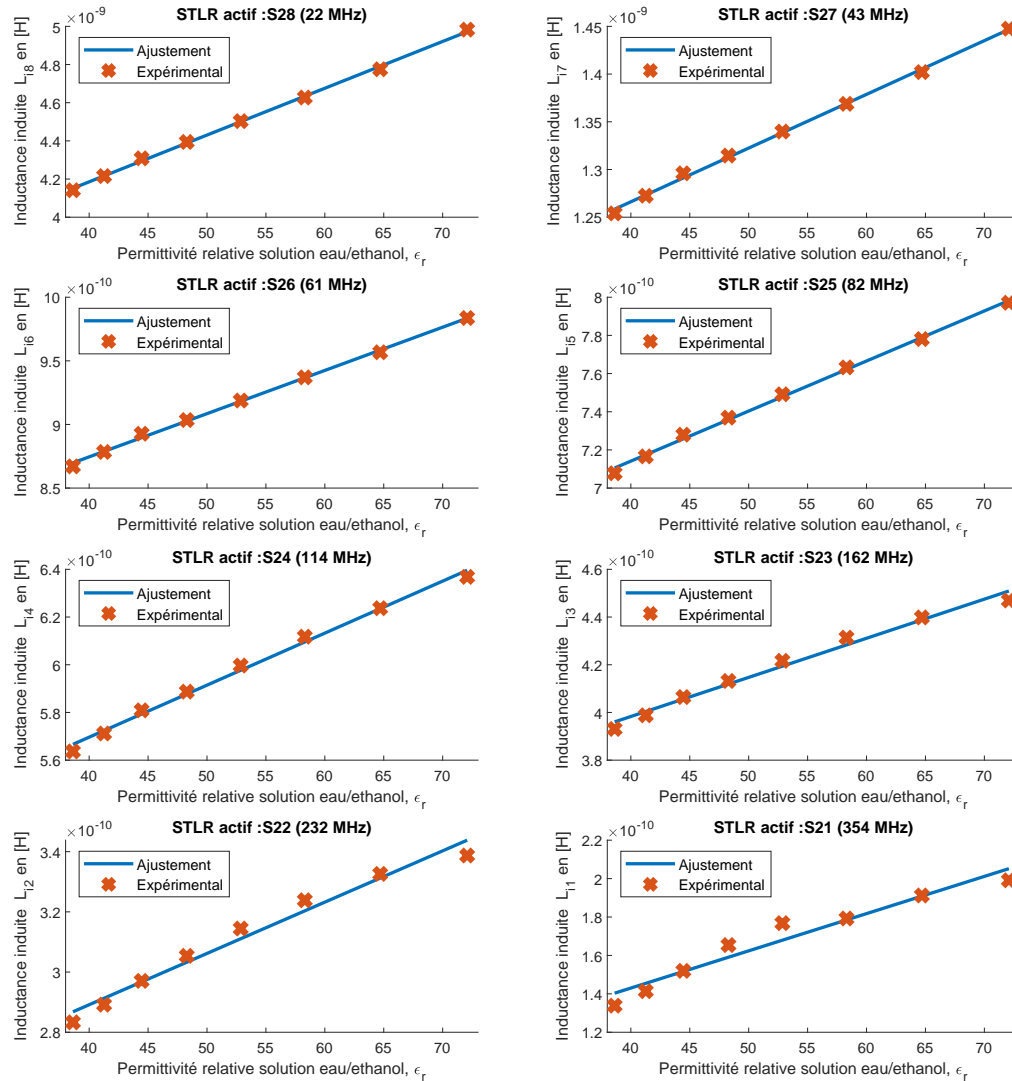 STLR actif :S28 (22 MHz)
×10⁻⁹
5
4.8
4.6
4.4
4.2
4
Inductance induite L_i8 en [H]
Ajustement
Expérimental
40 45 50 55 60 65 70
Permittivité relative solution eau/ethanol, ϵ_r
STLR actif :S27 (43 MHz)
×10⁻⁹
1.45
1.4
1.35
1.3
1.25
Inductance induite L_i7 en [H]
Ajustement
Expérimental
40 45 50 55 60 65 70
Permittivité relative solution eau/ethanol, ϵ_r
STLR actif :S26 (61 MHz)
×10⁻¹⁰
10
9.5
9
8.5
Inductance induite L_i6 en [H]
Ajustement
Expérimental
40 45 50 55 60 65 70
Permittivité relative solution eau/ethanol, ϵ_r
STLR actif :S25 (82 MHz)
×10⁻¹⁰
8
7.8
7.6
7.4
7.2
7
Inductance induite L_i5 en [H]
Ajustement
Expérimental
40 45 50 55 60 65 70
Permittivité relative solution eau/ethanol, ϵ_r
STLR actif :S24 (114 MHz)
×10⁻¹⁰
6.4
6.2
6
5.8
5.6
Inductance induite L_i4 en [H]
Ajustement
Expérimental
40 45 50 55 60 65 70
Permittivité relative solution eau/ethanol, ϵ_r
STLR actif :S23 (162 MHz)
×10⁻¹⁰
4.6
4.4
4.2
4
3.8
Inductance induite L_i3 en [H]
Ajustement
Expérimental
40 45 50 55 60 65 70
Permittivité relative solution eau/ethanol, ϵ_r
STLR actif :S22 (232 MHz)
×10⁻¹⁰
3.4
3.2
3
2.8
Inductance induite L_i2 en [H]
Ajustement
Expérimental
40 45 50 55 60 65 70
Permittivité relative solution eau/ethanol, ϵ_r
STLR actif :S21 (354 MHz)
×10⁻¹⁰
2.2
2
1.8
1.6
1.4
1.2
Inductance induite L_i1 en [H]
Ajustement
Expérimental
40 45 50 55 60 65 70
Permittivité relative solution eau/ethanol, ϵ_r